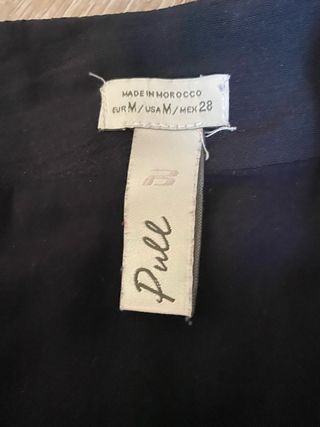 MADE IN MOROCCO
EUR M / USA M / MEX 28
B
Pull